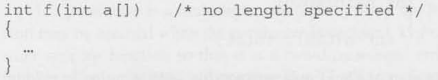 int f(int a[])    /* no length specified */
{
  …
}